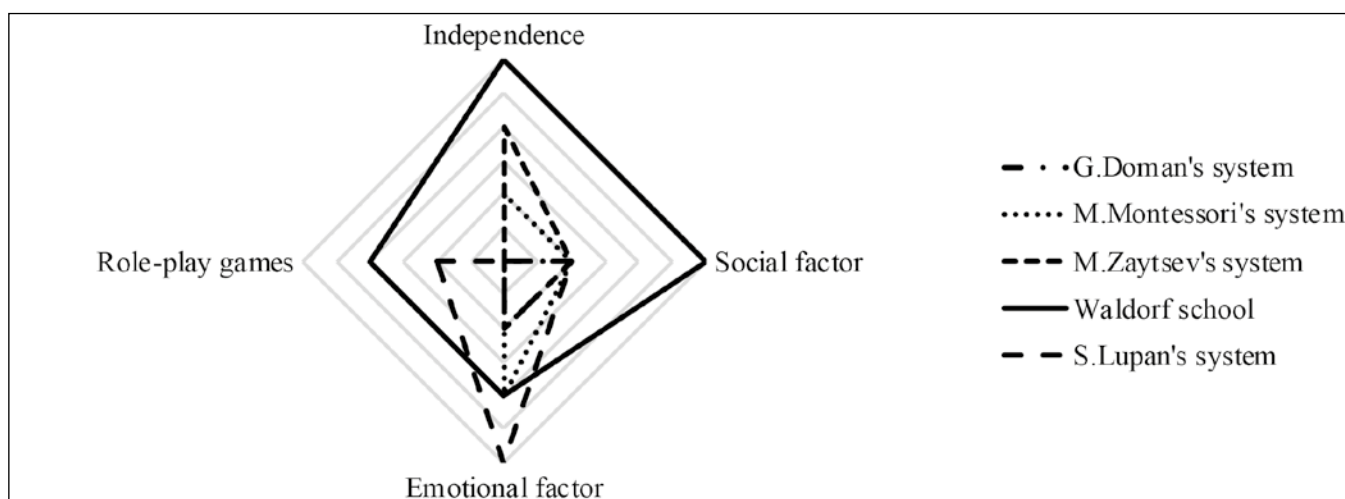 Independence
Role-play games
Social factor
Emotional factor
G.Doman's system
M.Montessori's system
M.Zaytsev's system
Waldorf school
S.Lupan's system